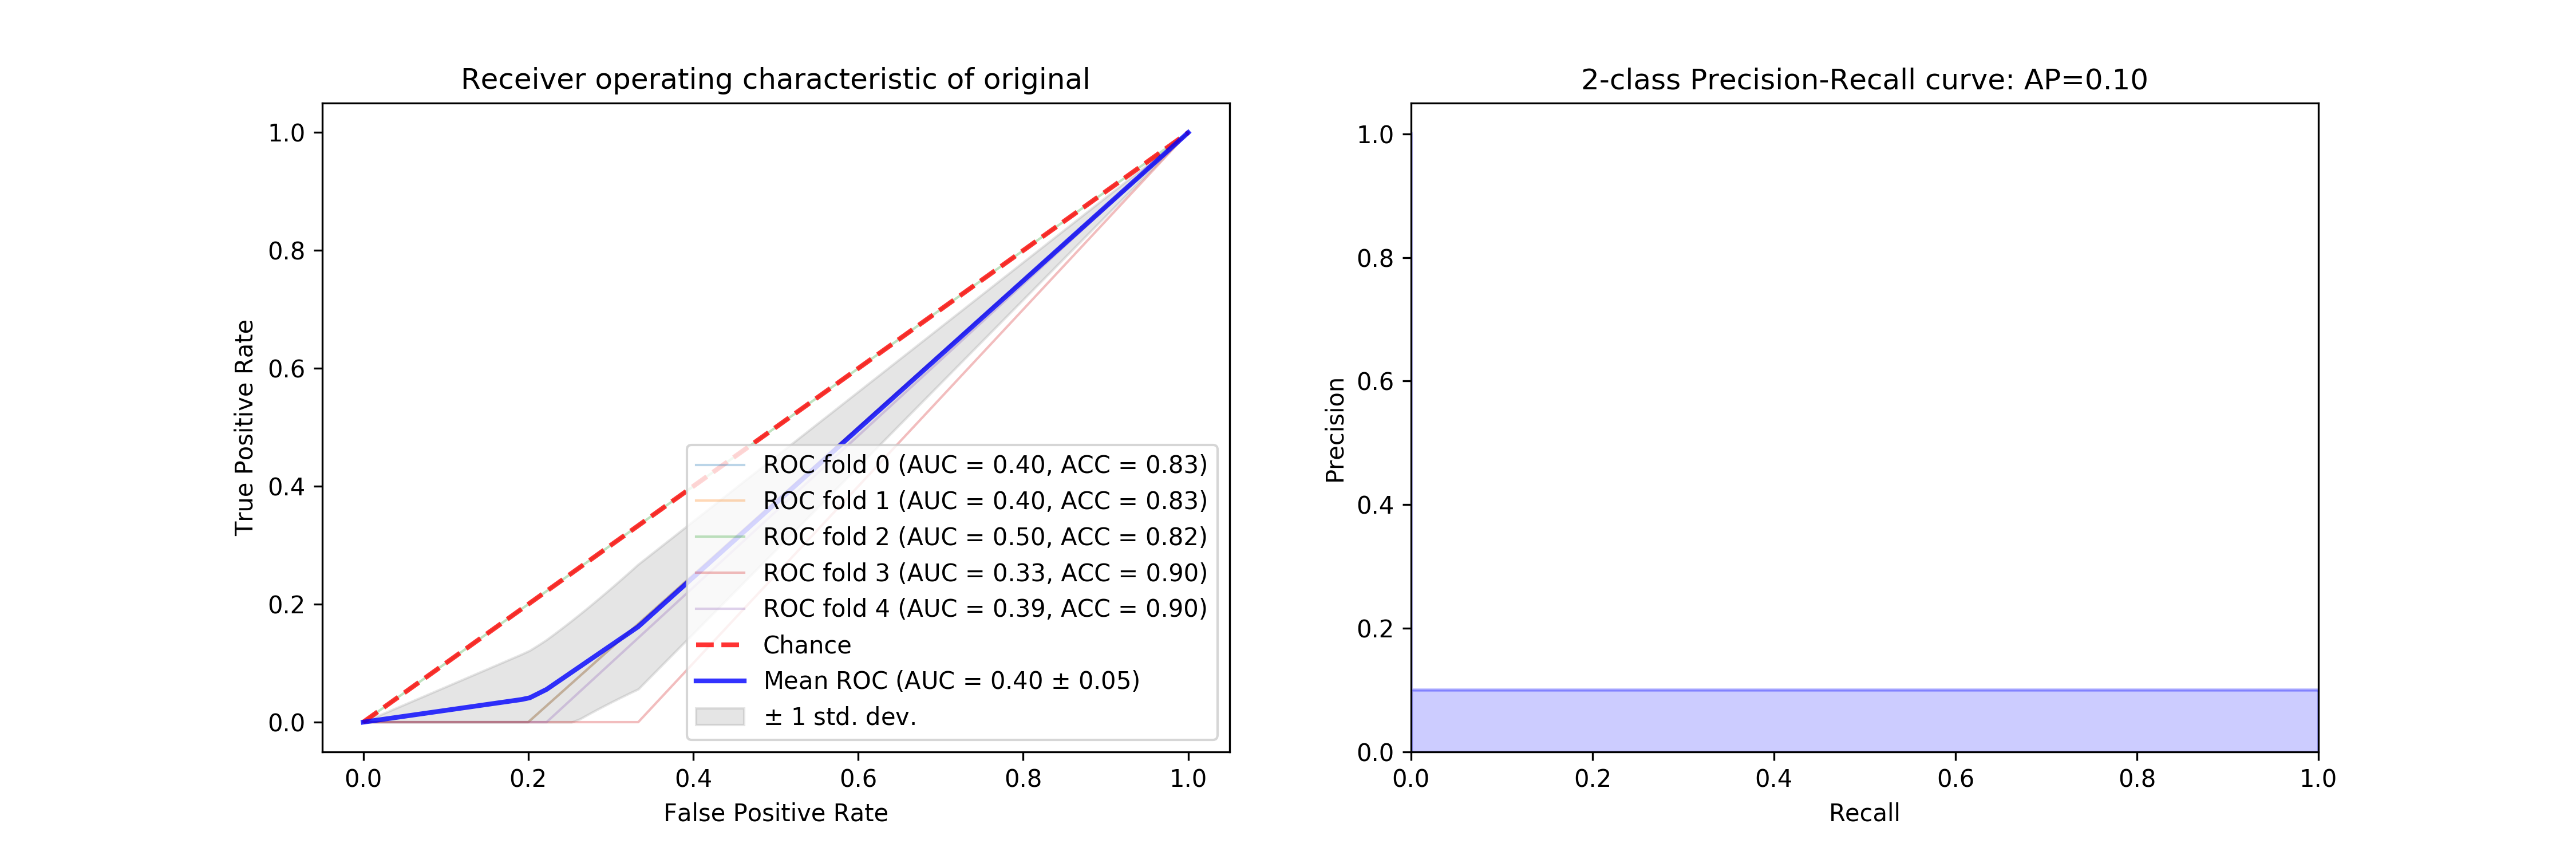 Receiver operating characteristic of original
1.0
0.8
0.6
0.4
0.2
0.0
True Positive Rate
0.0 0.2 0.4 0.6 0.8 1.0
False Positive Rate
ROC fold 0 (AUC = 0.40, ACC = 0.83)
ROC fold 1 (AUC = 0.40, ACC = 0.83)
ROC fold 2 (AUC = 0.50, ACC = 0.82)
ROC fold 3 (AUC = 0.33, ACC = 0.90)
ROC fold 4 (AUC = 0.39, ACC = 0.90)
Chance
Mean ROC (AUC = 0.40 ± 0.05)
± 1 std. dev.
2-class Precision-Recall curve: AP=0.10
1.0
0.8
0.6
0.4
0.2
0.0
Precision
0.0 0.2 0.4 0.6 0.8 1.0
Recall